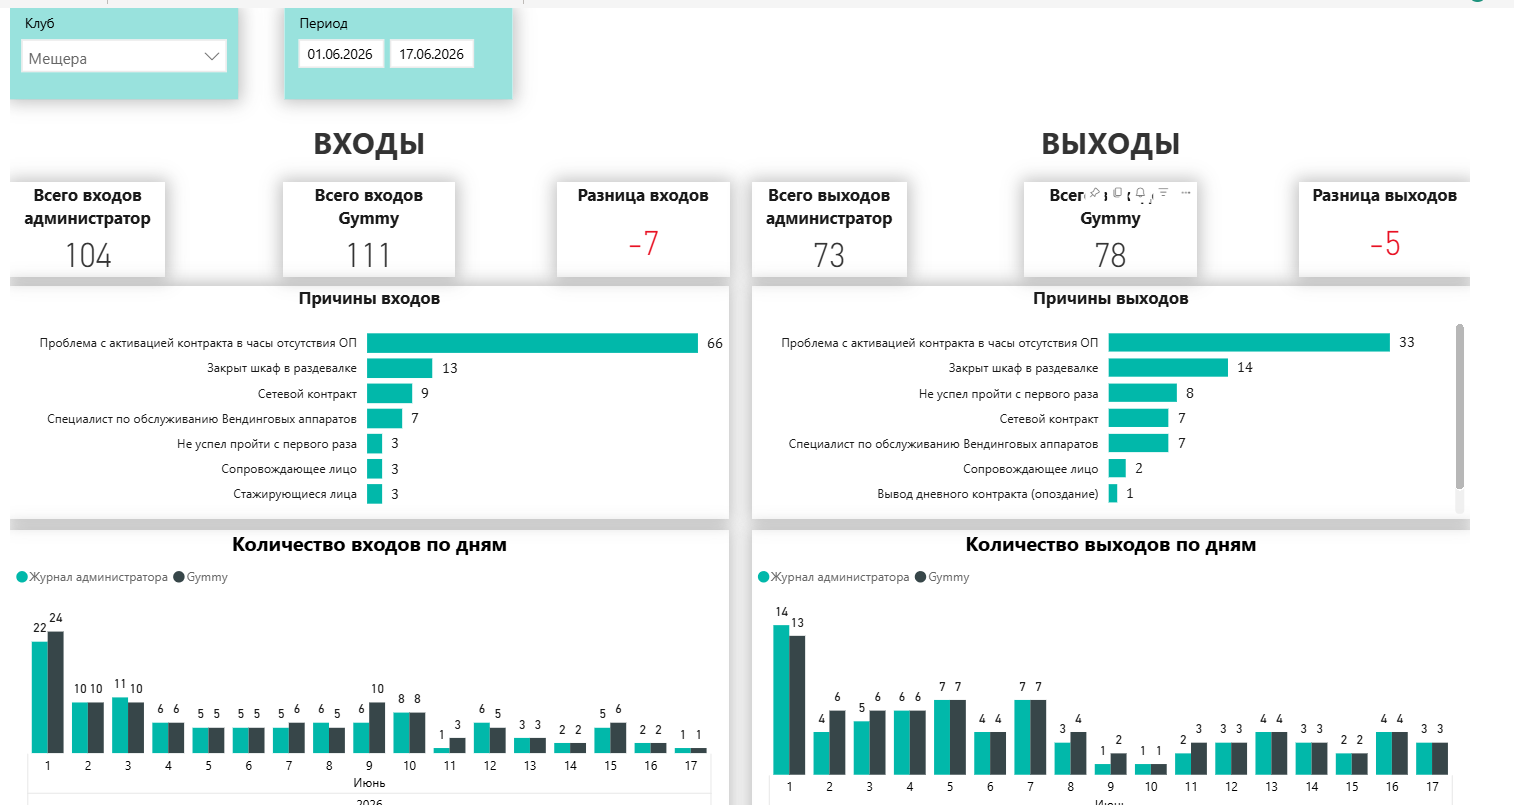 Клуб
Мещера
Период
01.06.2026 17.06.2026
ВХОДЫ
Всего входов
администратор
104
Всего входов
Gymmy
111
Разница входов
-7
Причины входов
Проблема с активацией контракта в часы отсутствия ОП 66
Закрыт шкаф в раздевалке 13
Сетевой контракт 9
Специалист по обслуживанию Вендинговых аппаратов 7
Не успел пройти с первого раза 3
Сопровождающее лицо 3
Стажирующиеся лица 3
Количество входов по дням
Журнал администратора Gymmy
22 24 10 10 11 10 6 6 5 5 5 5 5 6 6 5 6 10 8 8 1 3 6 5 3 3 2 2 5 6 2 2 1 1
1 2 3 4 5 6 7 8 9 10 11 12 13 14 15 16 17
Июнь
2026
ВЫХОДЫ
Всего выходов
администратор
73
Gymmy
78
Разница выходов
-5
Причины выходов
Проблема с активацией контракта в часы отсутствия ОП 33
Закрыт шкаф в раздевалке 14
Не успел пройти с первого раза 8
Сетевой контракт 7
Специалист по обслуживанию Вендинговых аппаратов 7
Сопровождающее лицо 2
Вывод дневного контракта (опоздание) 1
Количество выходов по дням
Журнал администратора Gymmy
14 13 4 6 5 6 6 6 7 7 4 4 7 7 3 4 1 2 1 1 2 3 3 3 4 4 3 3 2 2 4 4 3 3
1 2 3 4 5 6 7 8 9 10 11 12 13 14 15 16 17
Июнь